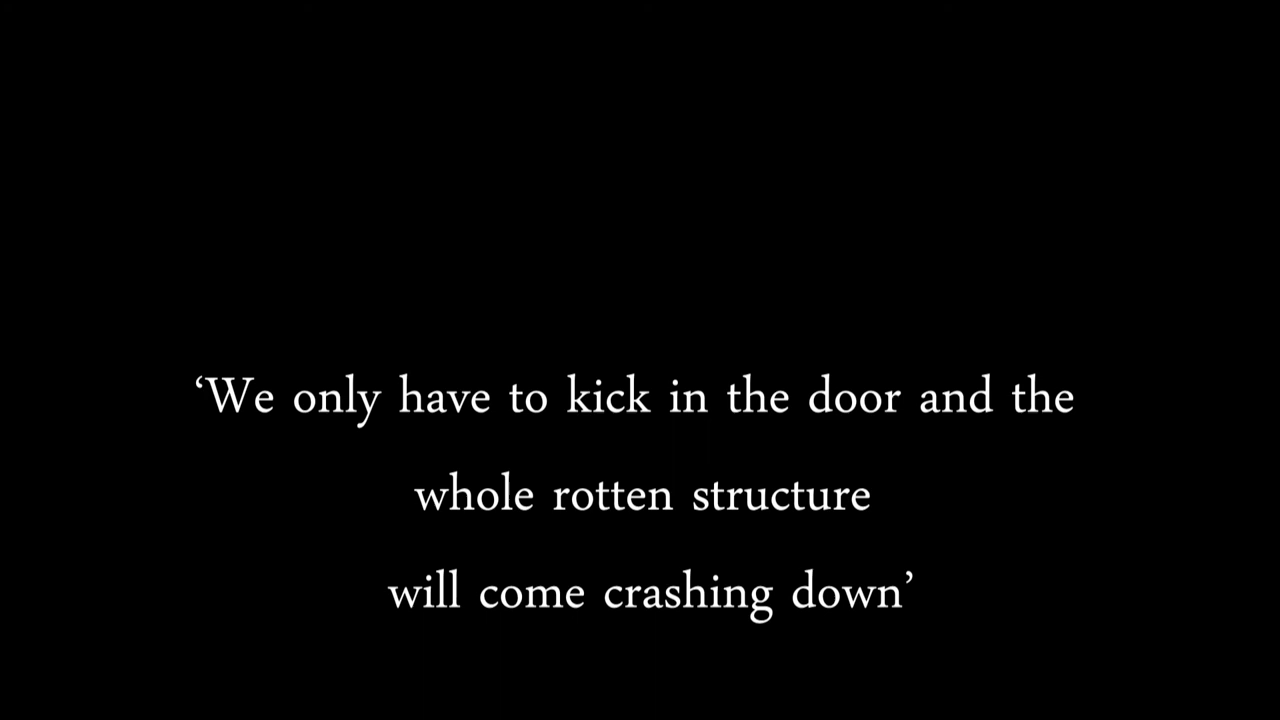 ‘We only have to kick in the door and the
whole rotten structure
will come crashing down’